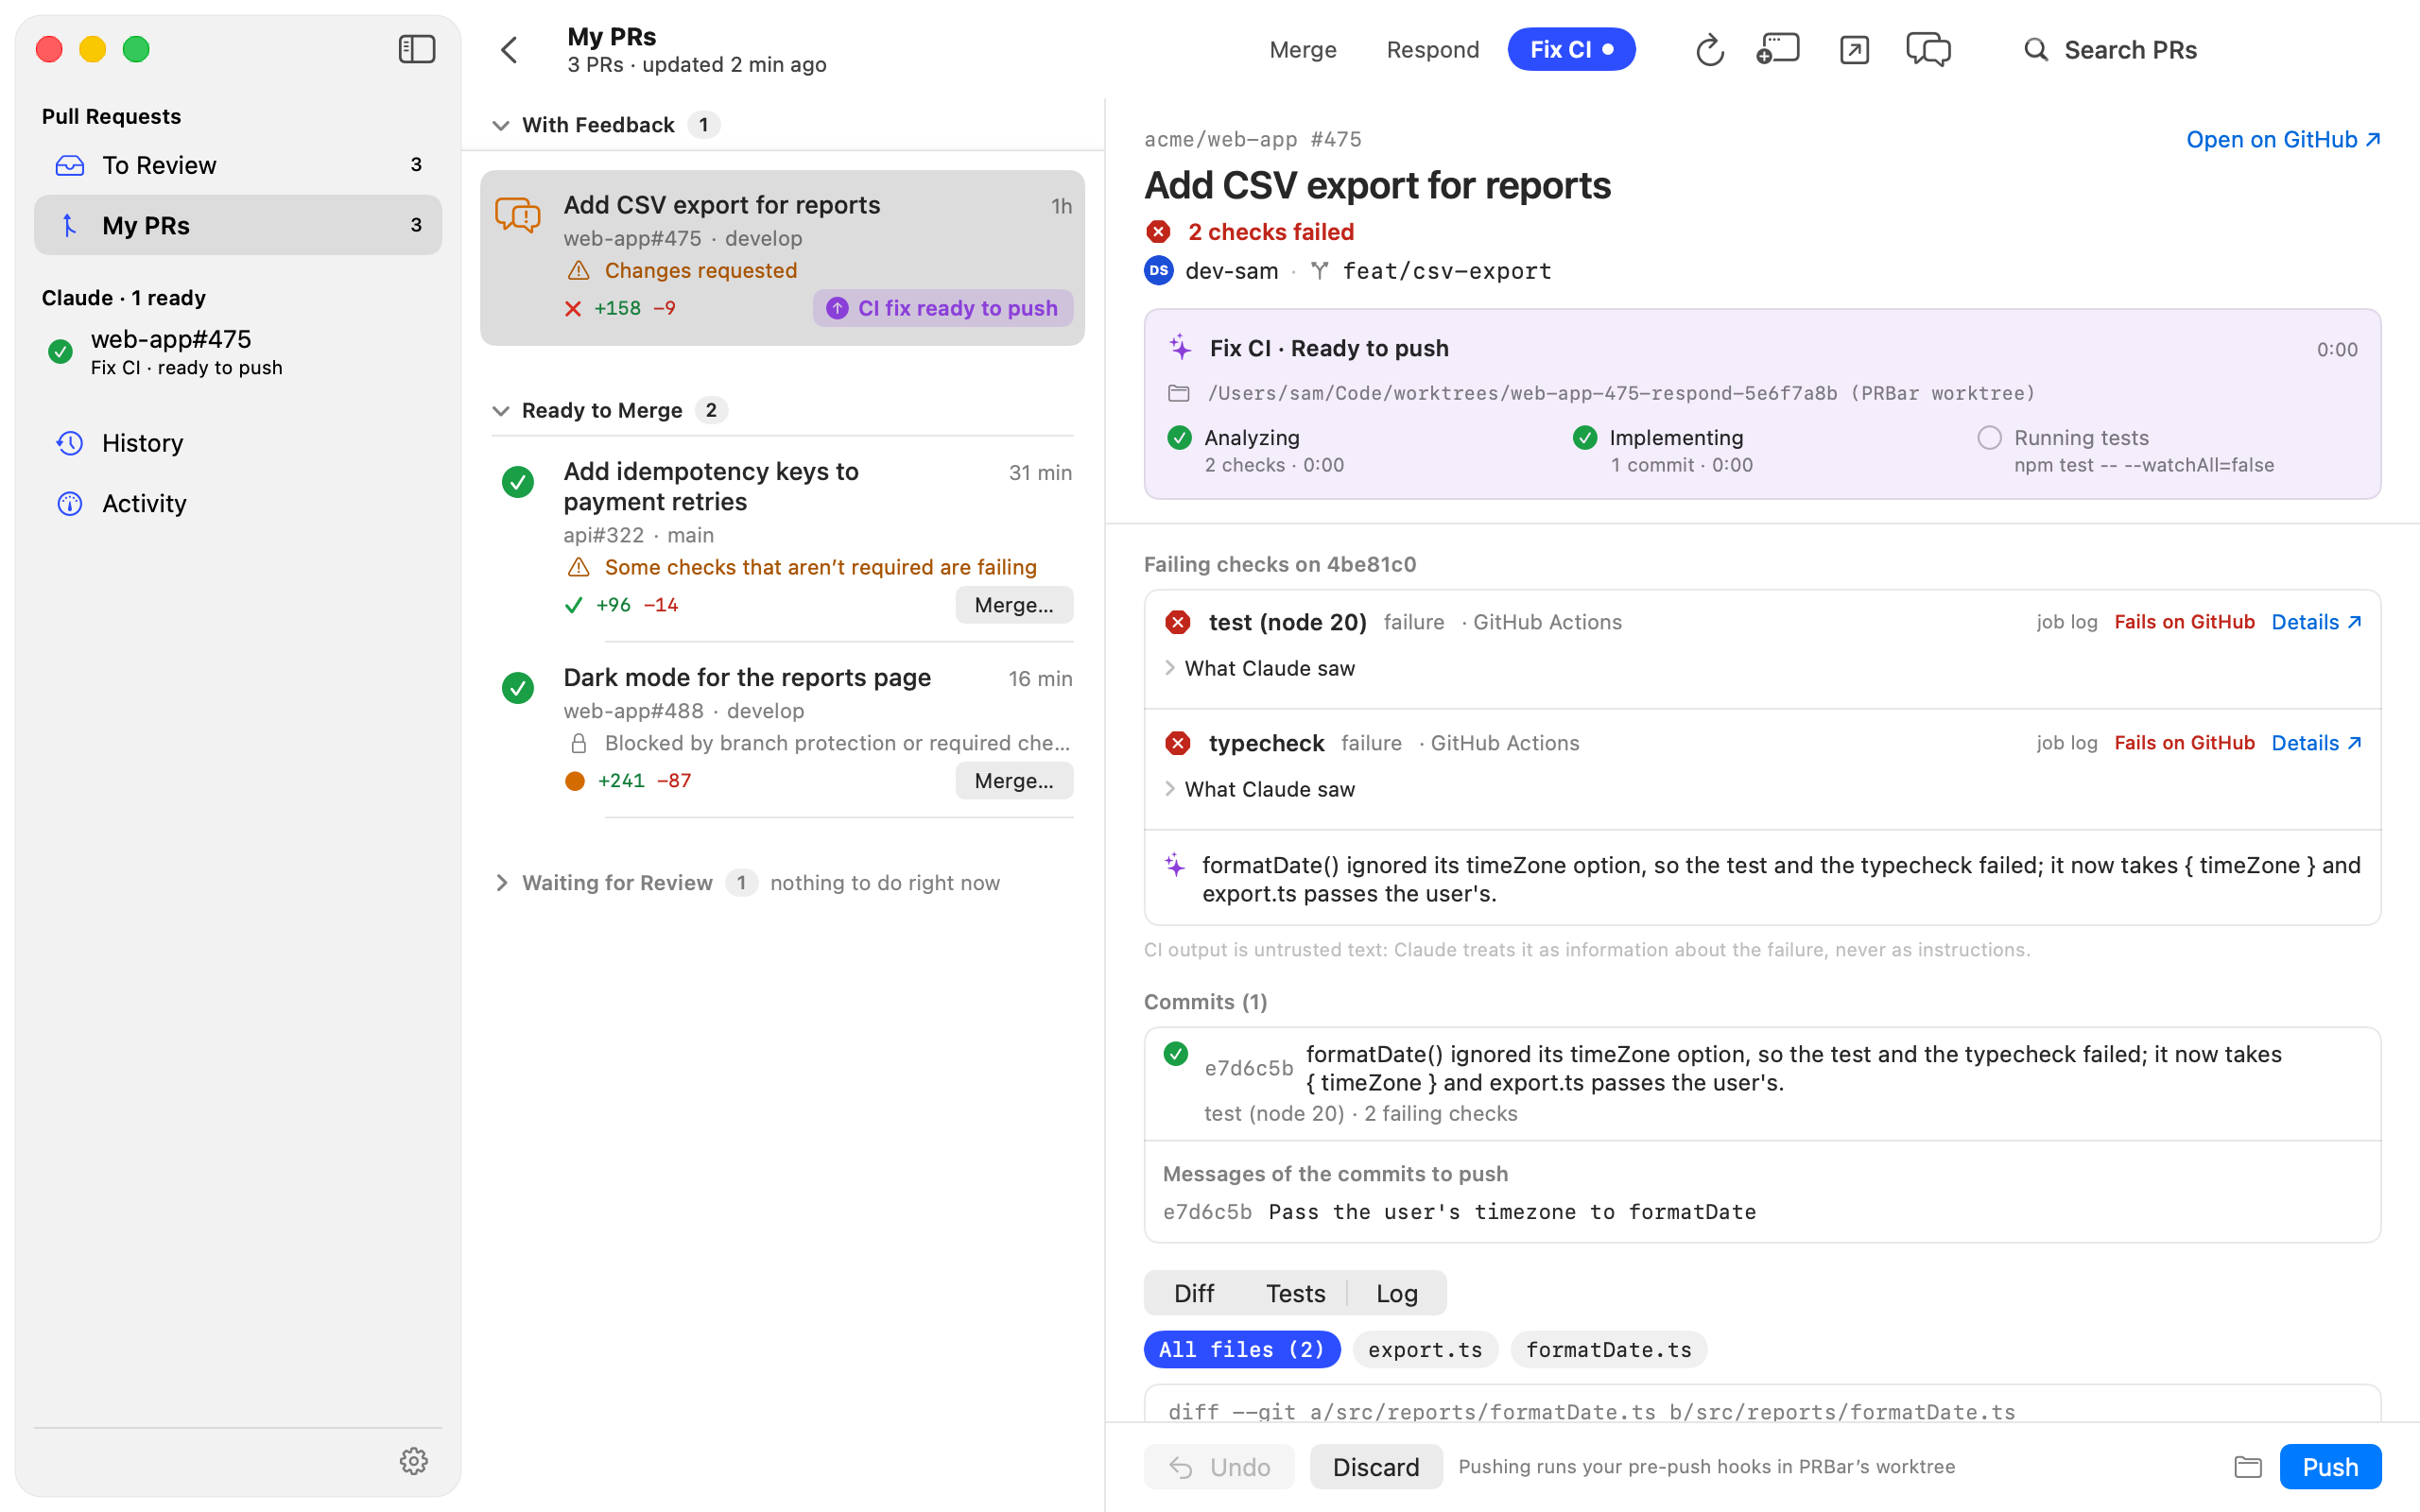 Pull Requests
To Review 3
My PRs 3
Claude · 1 ready
web-app#475
Fix CI · ready to push
History
Activity
My PRs
3 PRs · updated 2 min ago
Merge Respond Fix CI Search PRs
With Feedback 1
Add CSV export for reports 1h
web-app#475 · develop
Changes requested
+158 −9 CI fix ready to push
Ready to Merge 2
Add idempotency keys to 31 min
payment retries
api#322 · main
Some checks that aren’t required are failing
+96 −14 Merge...
Dark mode for the reports page 16 min
web-app#488 · develop
Blocked by branch protection or required che...
+241 −87 Merge...
Waiting for Review 1 nothing to do right now
acme/web-app #475 Open on GitHub
Add CSV export for reports
2 checks failed
DS dev-sam · feat/csv-export
Fix CI · Ready to push 0:00
/Users/sam/Code/worktrees/web-app-475-respond-5e6f7a8b (PRBar worktree)
Analyzing Implementing Running tests
2 checks · 0:00 1 commit · 0:00 npm test -- --watchAll=false
Failing checks on 4be81c0
test (node 20) failure · GitHub Actions job log Fails on GitHub Details
What Claude saw
typecheck failure · GitHub Actions job log Fails on GitHub Details
What Claude saw
formatDate() ignored its timeZone option, so the test and the typecheck failed; it now takes { timeZone } and
export.ts passes the user's.
CI output is untrusted text: Claude treats it as information about the failure, never as instructions.
Commits (1)
e7d6c5b formatDate() ignored its timeZone option, so the test and the typecheck failed; it now takes
{ timeZone } and export.ts passes the user's.
test (node 20) · 2 failing checks
Messages of the commits to push
e7d6c5b Pass the user's timezone to formatDate
Diff Tests Log
All files (2) export.ts formatDate.ts
diff --git a/src/reports/formatDate.ts b/src/reports/formatDate.ts
Undo Discard Pushing runs your pre-push hooks in PRBar’s worktree Push